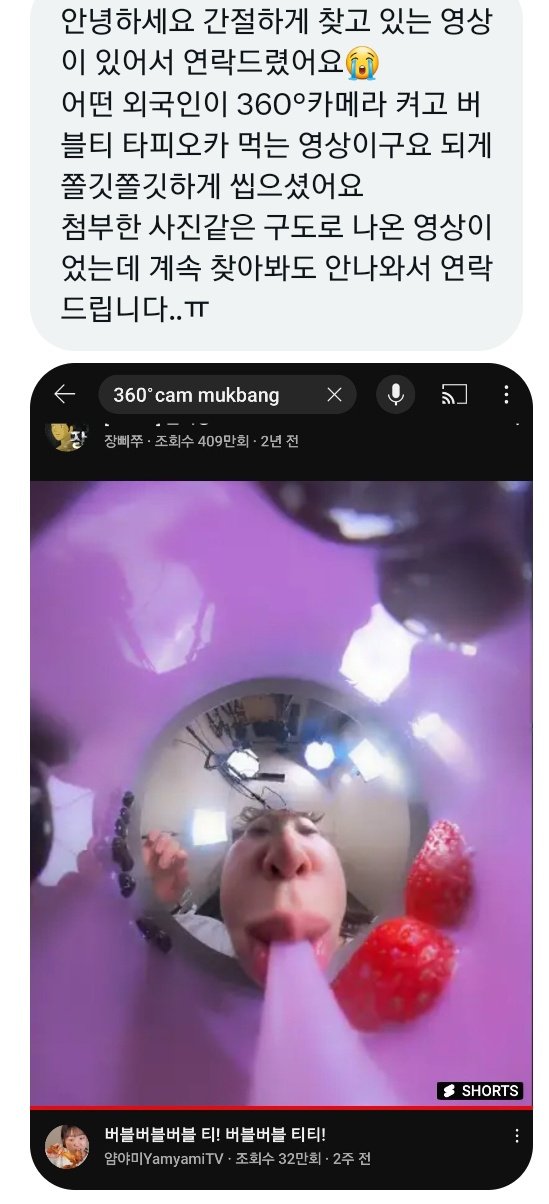 안녕하세요 간절하게 찾고 있는 영상
이 있어서 연락드렸어요😭
어떤 외국인이 360°카메라 켜고 버
블티 타피오카 먹는 영상이구요 되게
쫄깃쫄깃하게 씹으셨어요
첨부한 사진같은 구도로 나온 영상이
었는데 계속 찾아봐도 안나와서 연락
드립니다..ㅠ
360°cam mukbang
장
장삐쭈 · 조회수 409만회 · 2년 전
SHORTS
버블버블버블 티! 버블버블 티티!
얌야미YamyamiTV · 조회수 32만회 · 2주 전